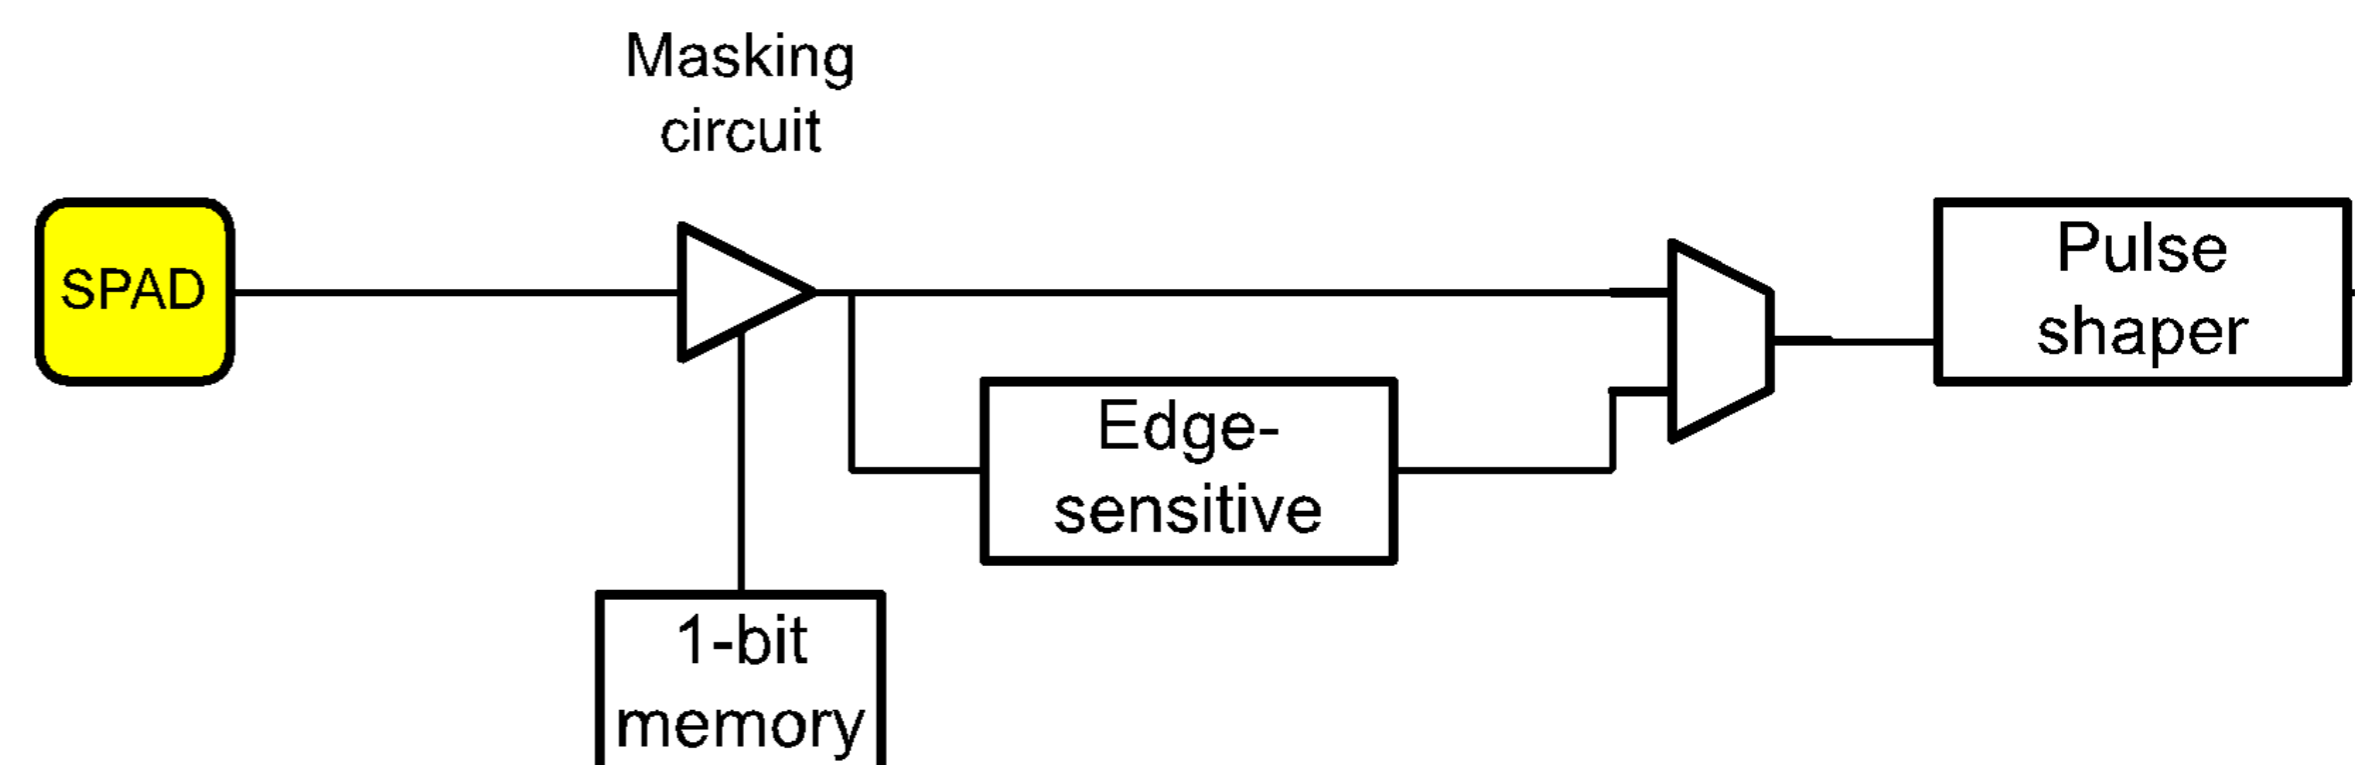 Masking
circuit
SPAD
Pulse
shaper
Edge-
sensitive
1-bit
memory